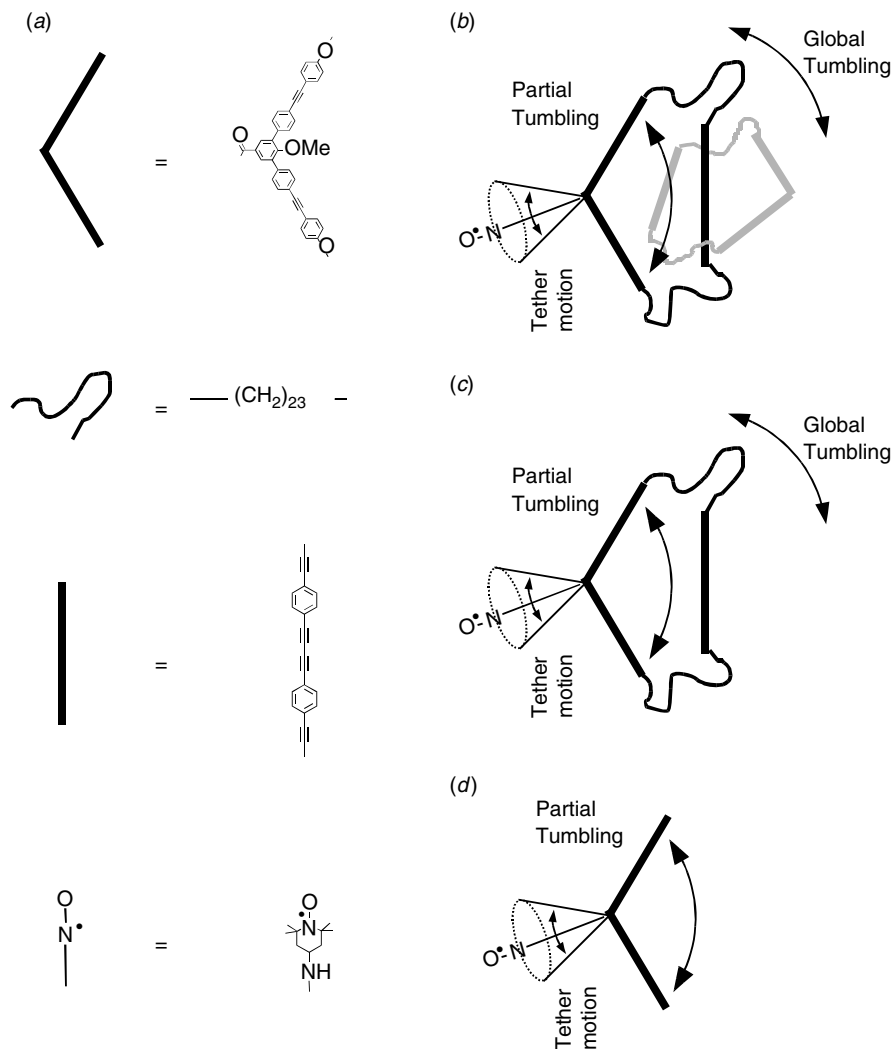 (a)
O
O
OMe
O
=
= — (CH2)23 –
=
O
N•
=
O
•
N
NH
(b)
Global
Tumbling
Partial
Tumbling
O-N•
Tether
motion
(c)
Global
Tumbling
Partial
Tumbling
O-N•
Tether
motion
(d)
Partial
Tumbling
O-N•
Tether
motion